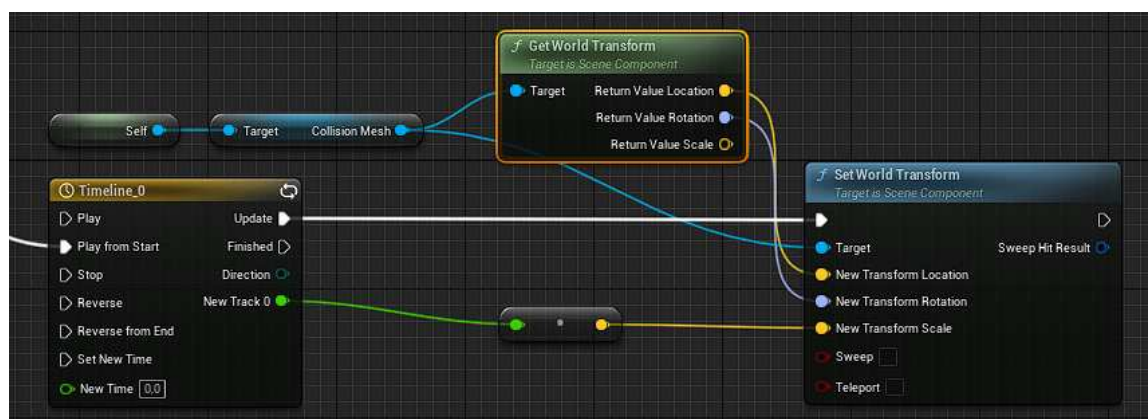 f GetWorld Transform
Target is Scene Component
Target Return Value Location
Return Value Rotation
Return Value Scale
Self
Target Collision Mesh
Timeline_0
Play Update
Play from Start Finished
Stop Direction
Reverse New Track 0
Reverse from End
Set New Time
New Time 0,0
f SetWorld Transform
Target is Scene Component
Target Sweep Hit Result
New Transform Location
New Transform Rotation
New Transform Scale
Sweep
Teleport